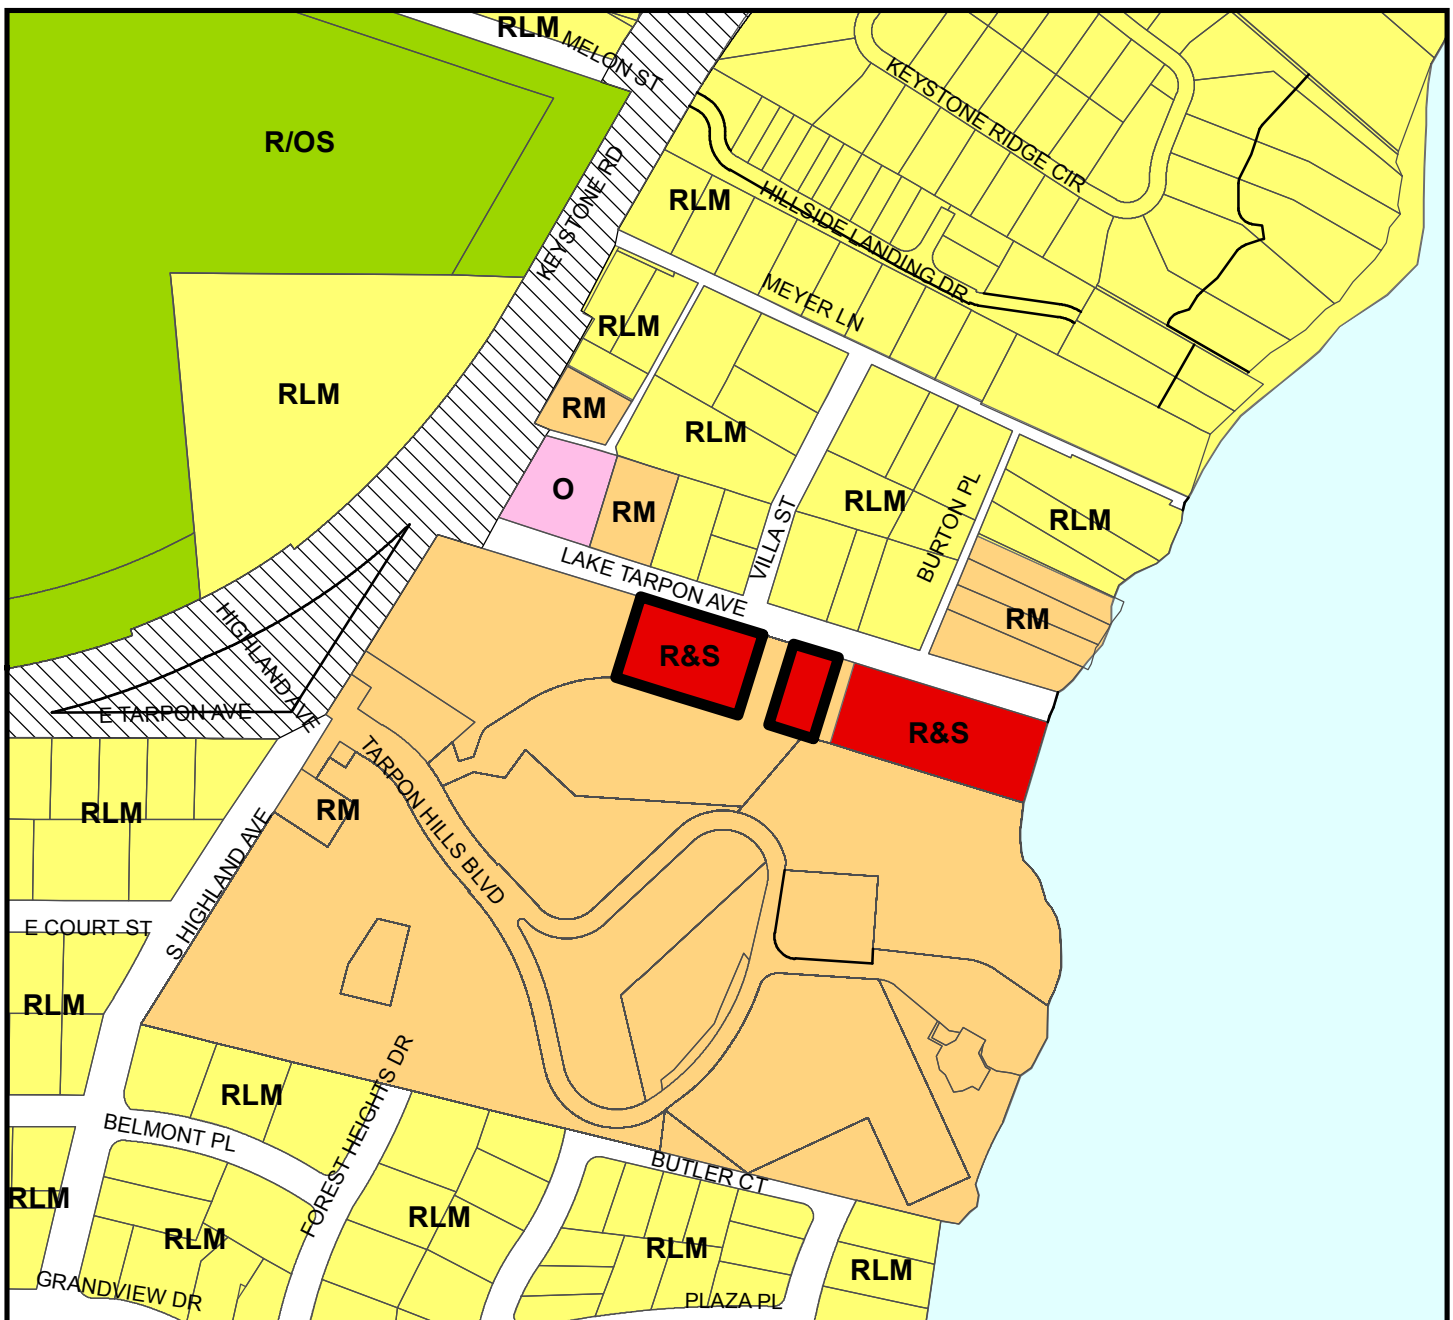 RLM
MELON ST
R/OS
KEYSTONE RIDGE CIR
KEYSTONE RD
RLM
HILLSIDE LANDING DR
MEYER LN
RLM
RLM
RM
RLM
O
RM
RLM
BURTON PL
RLM
VILLA ST
LAKE TARPON AVE
RM
HIGHLAND AVE
R&S
E TARPON AVE
R&S
TARPON HILLS BLVD
RLM
RM
S HIGHLAND AVE
E COURT ST
RLM
RLM
FOREST HEIGHTS DR
BELMONT PL
BUTLER CT
RLM
RLM
RLM
RLM
RLM
GRANDVIEW DR
PLAZA PL